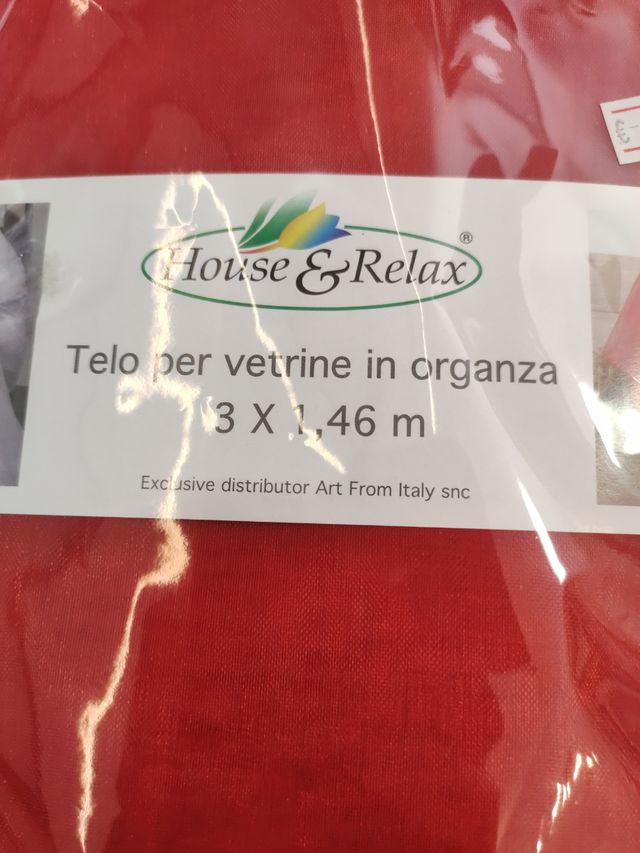 House & Relax ®
Telo per vetrine in organza
3 X 1,46 m
Exclusive distributor Art From Italy snc